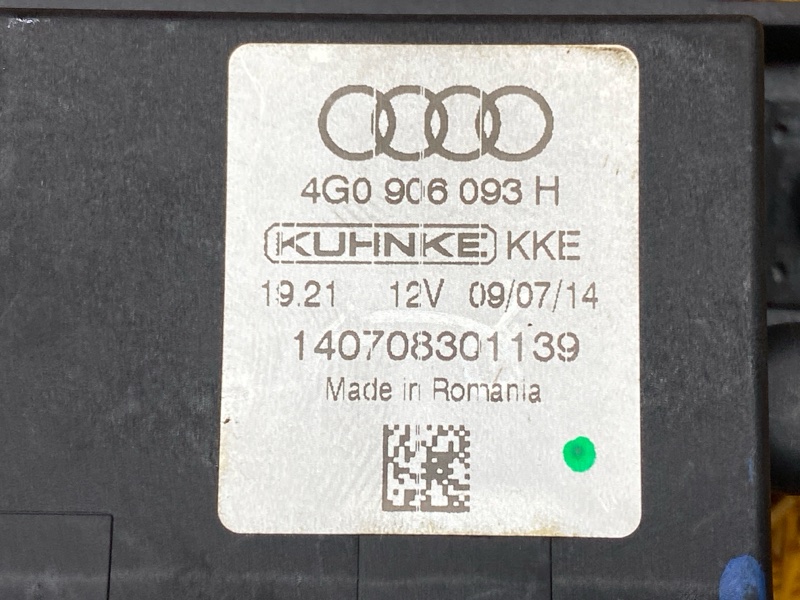 4G0 906 093 H
KUHNKE KKE
19.21 12V 09/07/14
140708301139
Made in Romania